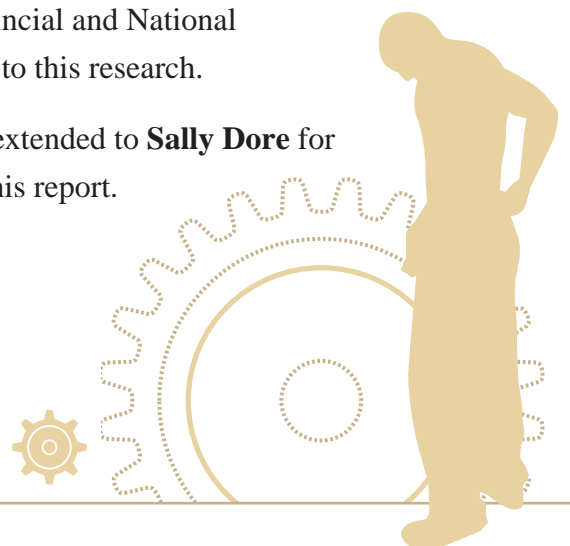 ncial and National
to this research.
extended to Sally Dore for
his report.